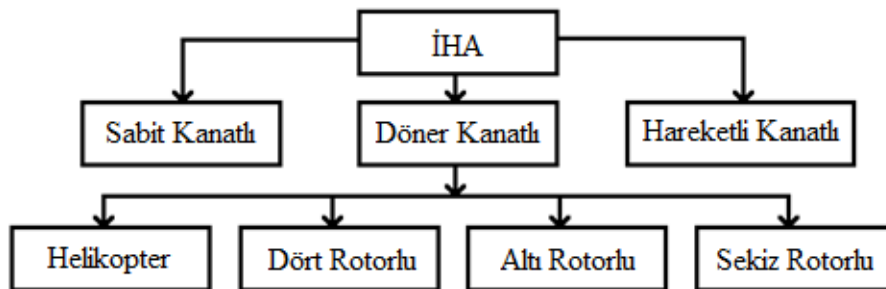 İHA
Sabit Kanatlı
Döner Kanatlı
Hareketli Kanatlı
Helikopter
Dört Rotorlu
Altı Rotorlu
Sekiz Rotorlu